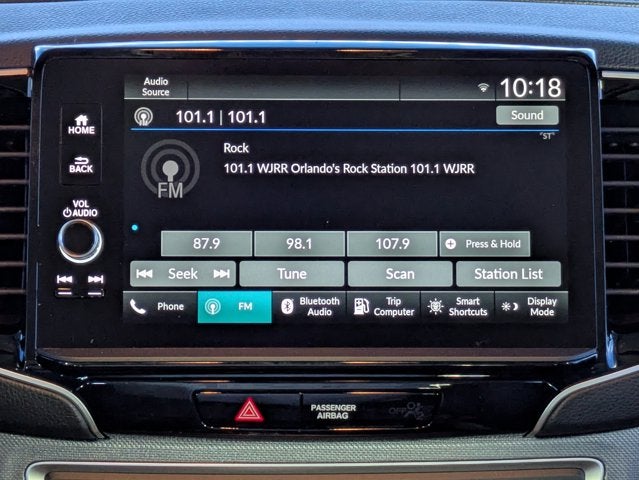 Audio
Source
10:18
101.1 | 101.1
Sound
"ST"
HOME
Rock
101.1 WJRR Orlando's Rock Station 101.1 WJRR
BACK
FM
VOL
AUDIO
87.9 98.1 107.9 Press & Hold
Seek Tune Scan Station List
Phone FM Bluetooth Audio Trip Computer Smart Shortcuts Display Mode
PASSENGER
AIRBAG
OFF